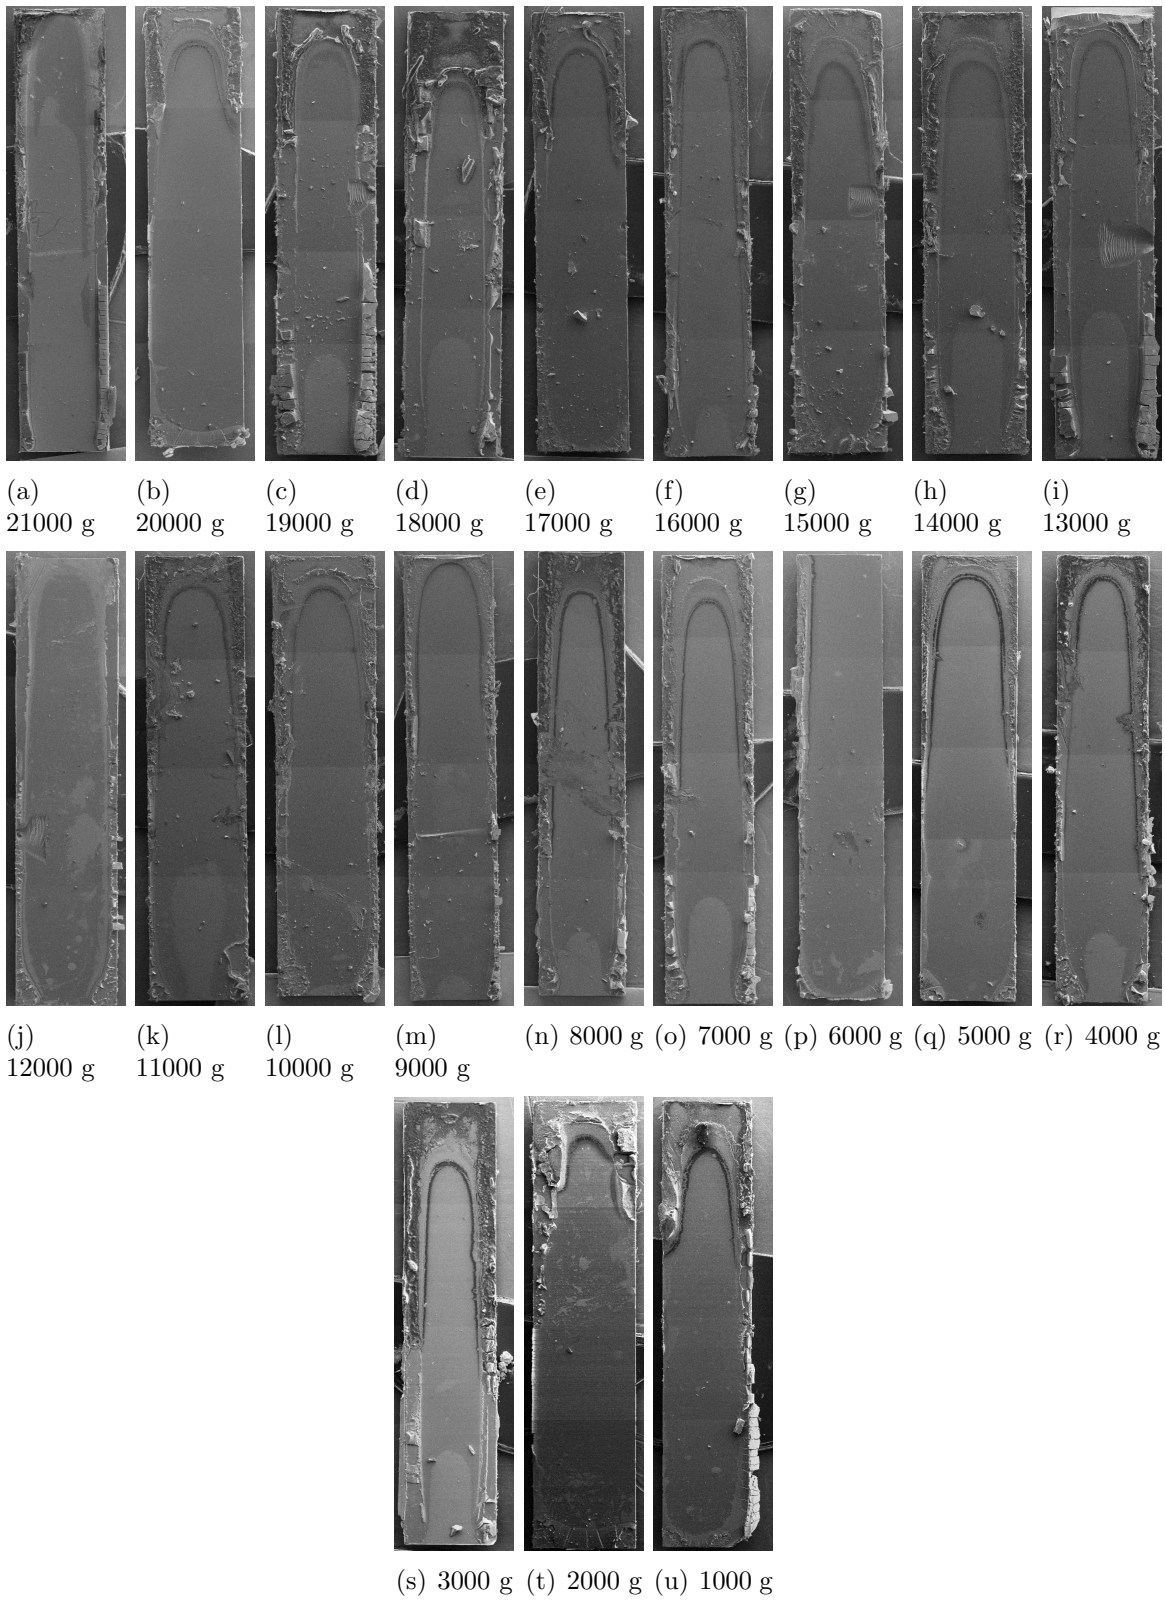 (a)
21000 g
(b)
20000 g
(c)
19000 g
(d)
18000 g
(e)
17000 g
(f)
16000 g
(g)
15000 g
(h)
14000 g
(i)
13000 g
(j)
12000 g
(k)
11000 g
(l)
10000 g
(m)
9000 g
(n) 8000 g
(o) 7000 g
(p) 6000 g
(q) 5000 g
(r) 4000 g
(s) 3000 g
(t) 2000 g
(u) 1000 g